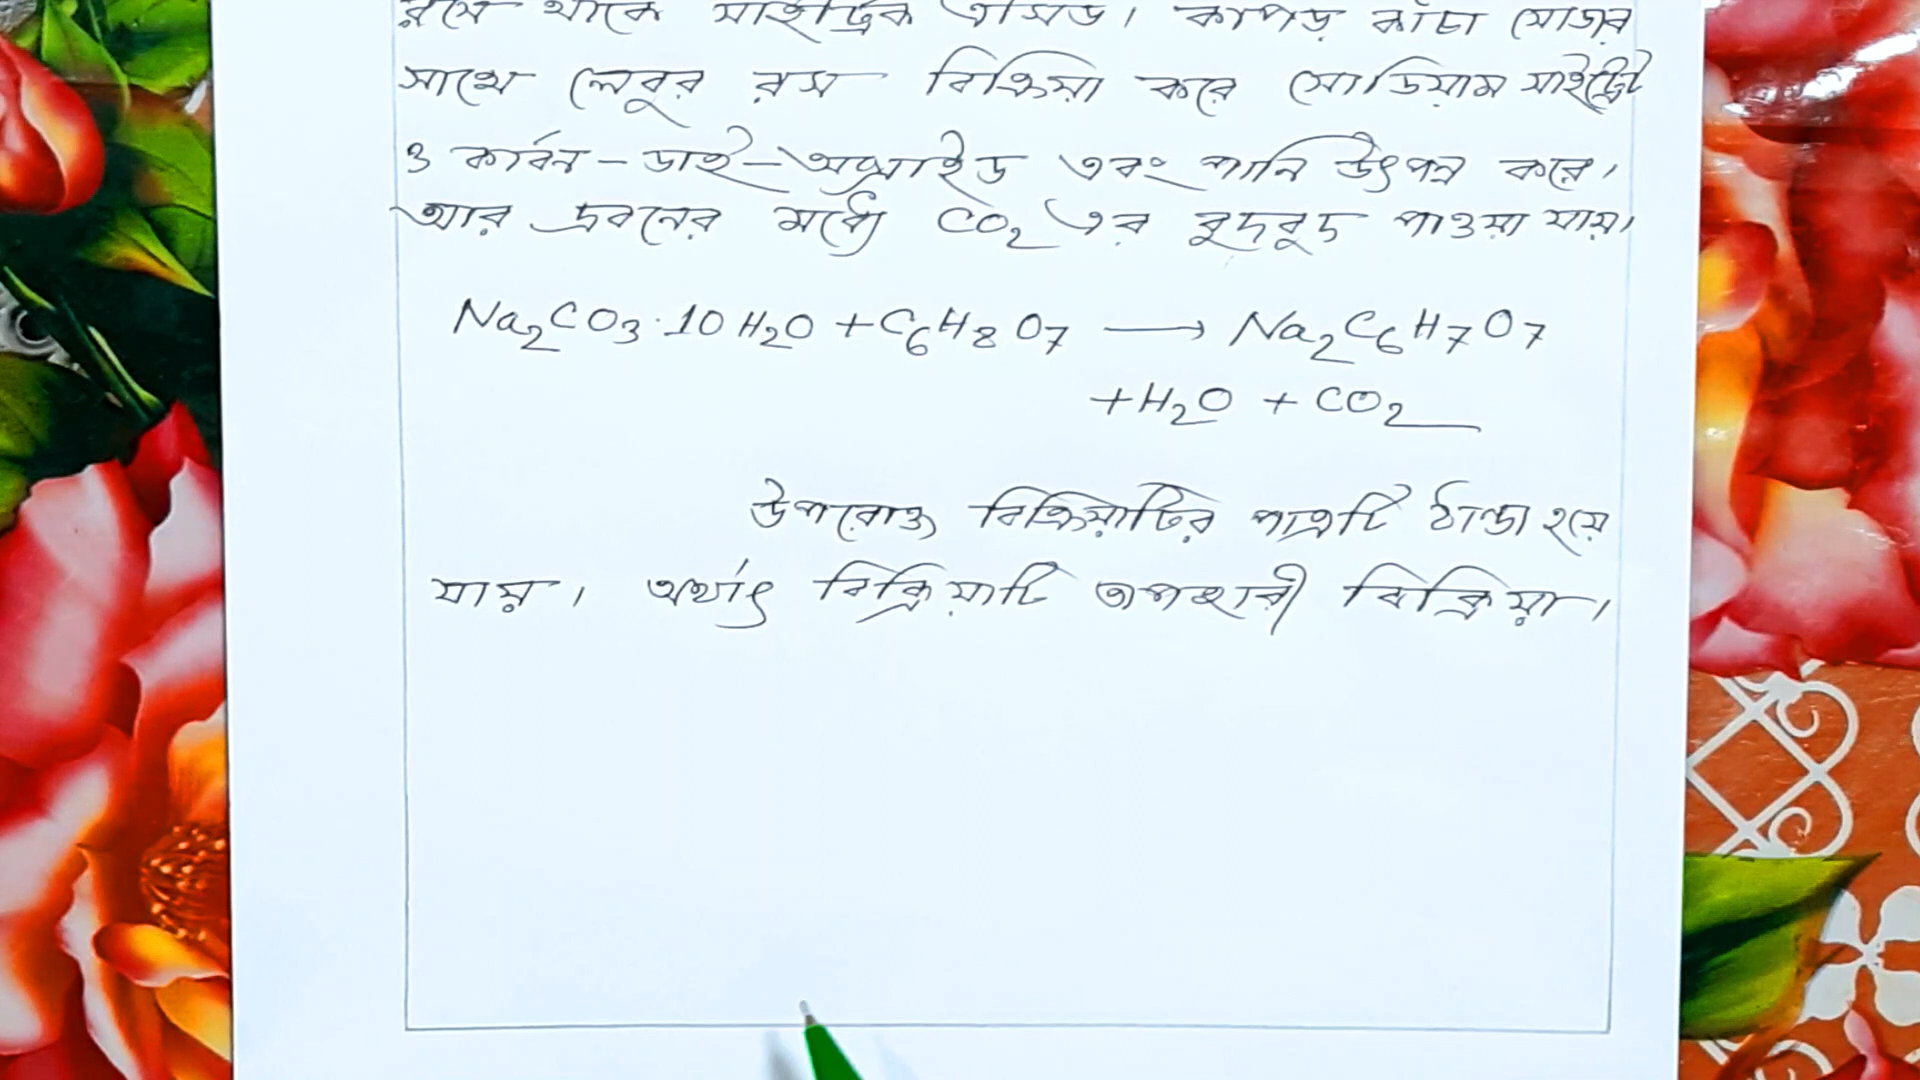 রসে থাকে সাইট্রিক এসিড। কাপড় কাঁচা সোডার
সাথে লেবুর রস বিক্রিয়া করে সোডিয়াম সাইট্রেট
ও কার্বন-ডাই-অক্সাইড এবং পানি উৎপন্ন করে।
আর দ্রবনের মধ্যে CO₂ এর বুদবুদ পাওয়া যায়।
Na₂CO₃·10H₂O + C₆H₈O₇ ⟶ Na₂C₆H₇O₇
+ H₂O + CO₂
উপরোক্ত বিক্রিয়াটির পাত্রটি ঠান্ডা হয়ে
যায়। অর্থাৎ বিক্রিয়াটি তাপহারী বিক্রিয়া।